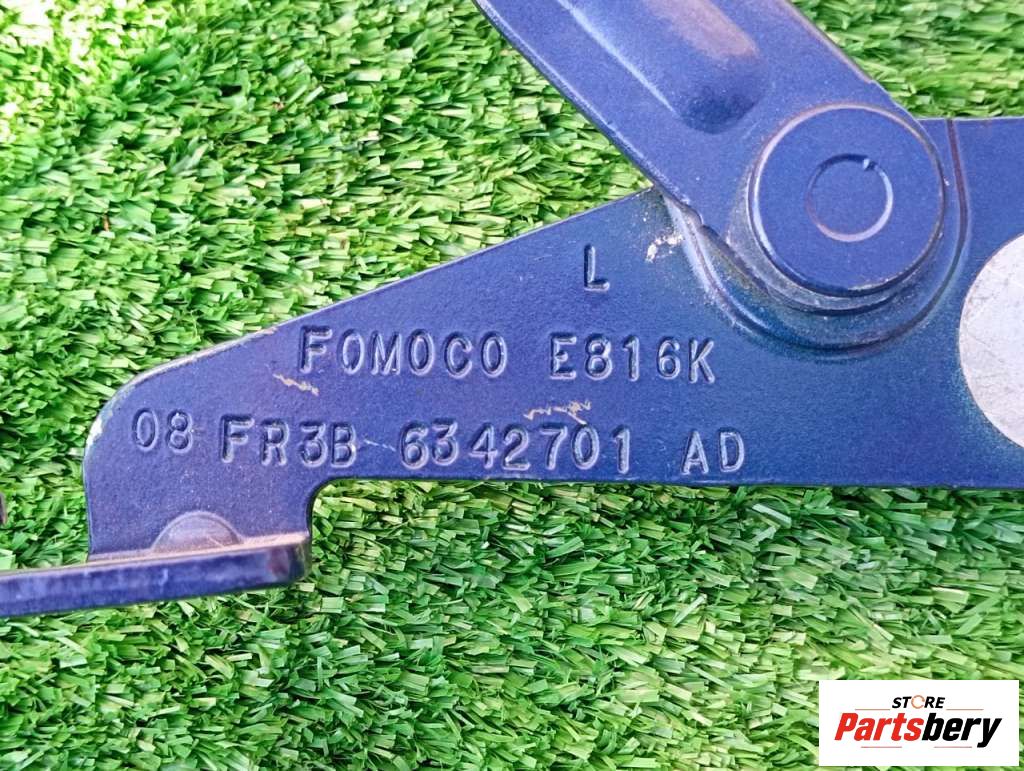 L
FOMOCO E816K
08 FR3B 6342701 AD
STORE
Partsbery